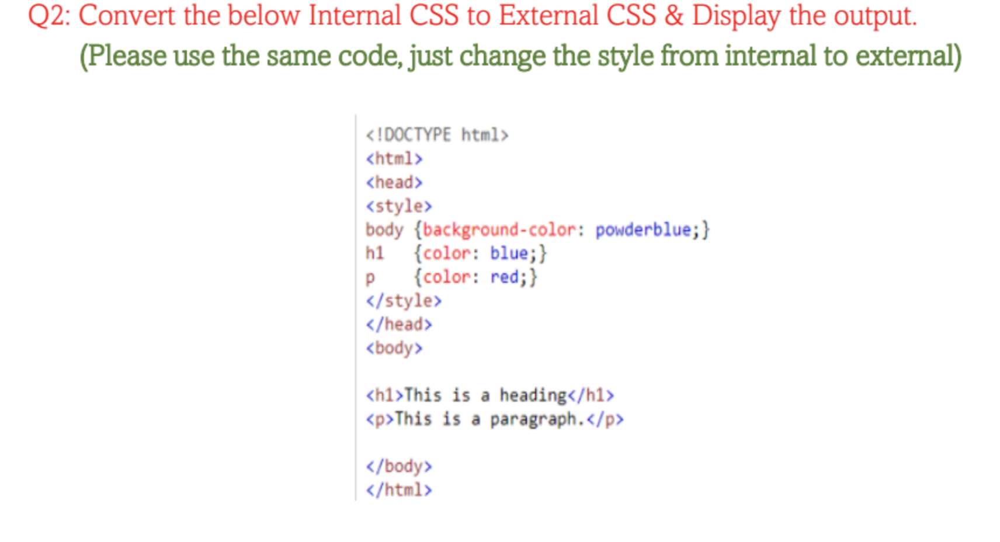 Q2: Convert the below Internal CSS to External CSS & Display the output.
(Please use the same code, just change the style from internal to external)
<!DOCTYPE html>
<html>
<head>
<style>
body {background-color: powderblue;}
h1   {color: blue;}
p    {color: red;}
</style>
</head>
<body>
<h1>This is a heading</h1>
<p>This is a paragraph.</p>
</body>
</html>